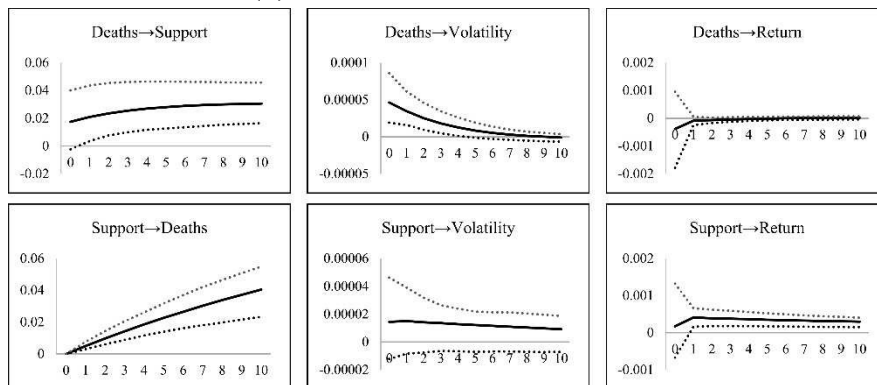 Deaths→Support
0.06
0.04
0.02
0
-0.02
0 1 2 3 4 5 6 7 8 9 10
Deaths→Volatility
0.0001
0.00005
0
-0.00005
0 1 2 3 4 5 6 7 8 9 10
Deaths→Return
0.002
0.001
0.000
-0.001
-0.002
0 1 2 3 4 5 6 7 8 9 10
Support→Deaths
0.06
0.04
0.02
0
0 1 2 3 4 5 6 7 8 9 10
Support→Volatility
0.00006
0.00004
0.00002
0
-0.00002
0 1 2 3 4 5 6 7 8 9 10
Support→Return
0.002
0.001
0
-0.001
0 1 2 3 4 5 6 7 8 9 10